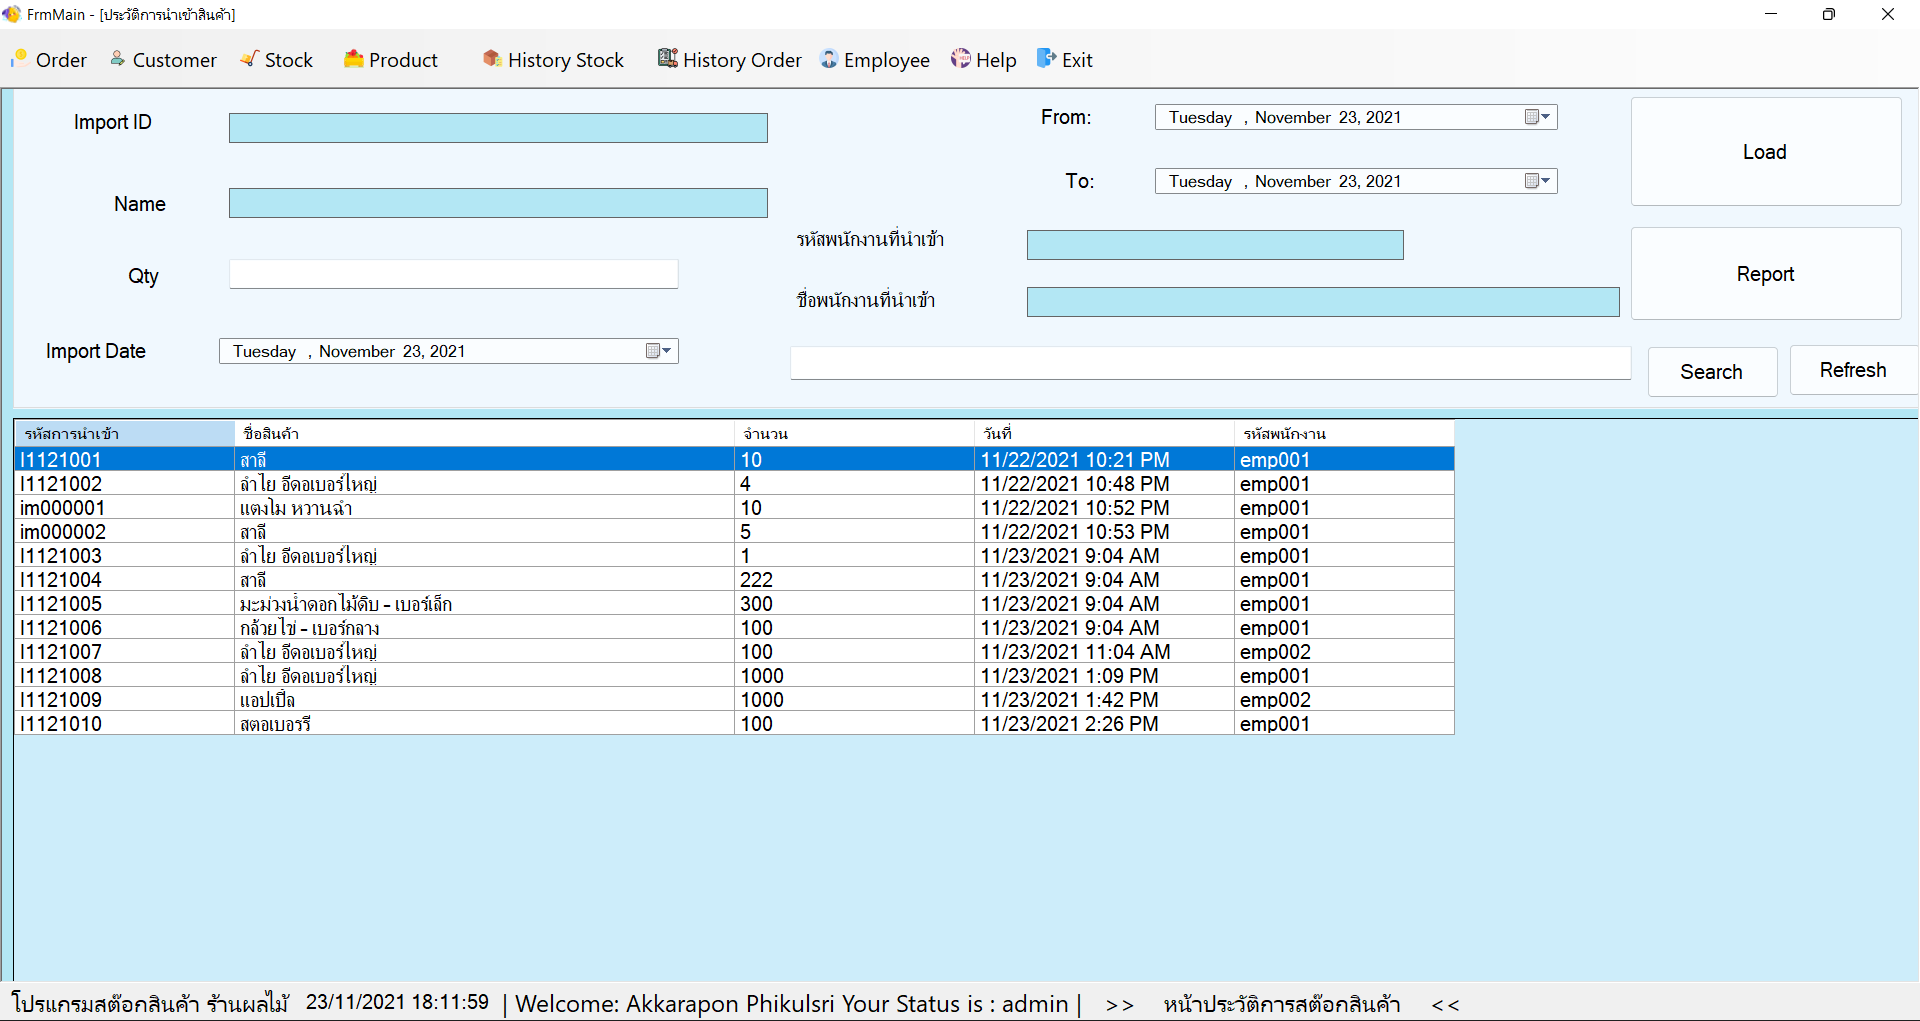 FrmMain - [ประวัติการนำเข้าสินค้า]
Order Customer Stock Product History Stock History Order Employee Help Exit
Import ID
From: Tuesday , November 23, 2021
Load
To: Tuesday , November 23, 2021
Name
รหัสพนักงานที่นำเข้า
Qty
Report
ชื่อพนักงานที่นำเข้า
Import Date Tuesday , November 23, 2021
Search Refresh
รหัสการนำเข้า ชื่อสินค้า จำนวน วันที่ รหัสพนักงาน
I1121001 สาลี่ 10 11/22/2021 10:21 PM emp001
I1121002 ลำไย อีดอเบอร์ใหญ่ 4 11/22/2021 10:48 PM emp001
im000001 แตงโม หวานฉ่ำ 10 11/22/2021 10:52 PM emp001
im000002 สาลี่ 5 11/22/2021 10:53 PM emp001
I1121003 ลำไย อีดอเบอร์ใหญ่ 1 11/23/2021 9:04 AM emp001
I1121004 สาลี่ 222 11/23/2021 9:04 AM emp001
I1121005 มะม่วงน้ำดอกไม้ดิบ - เบอร์เล็ก 300 11/23/2021 9:04 AM emp001
I1121006 กล้วยไข่ - เบอร์กลาง 100 11/23/2021 9:04 AM emp001
I1121007 ลำไย อีดอเบอร์ใหญ่ 100 11/23/2021 11:04 AM emp002
I1121008 ลำไย อีดอเบอร์ใหญ่ 1000 11/23/2021 1:09 PM emp001
I1121009 แอปเปิ้ล 1000 11/23/2021 1:42 PM emp002
I1121010 สตอเบอรรี่ 100 11/23/2021 2:26 PM emp001
โปรแกรมสต๊อกสินค้า ร้านผลไม้ 23/11/2021 18:11:59 | Welcome: Akkarapon Phikulsri Your Status is : admin | >> หน้าประวัติการสต๊อกสินค้า <<